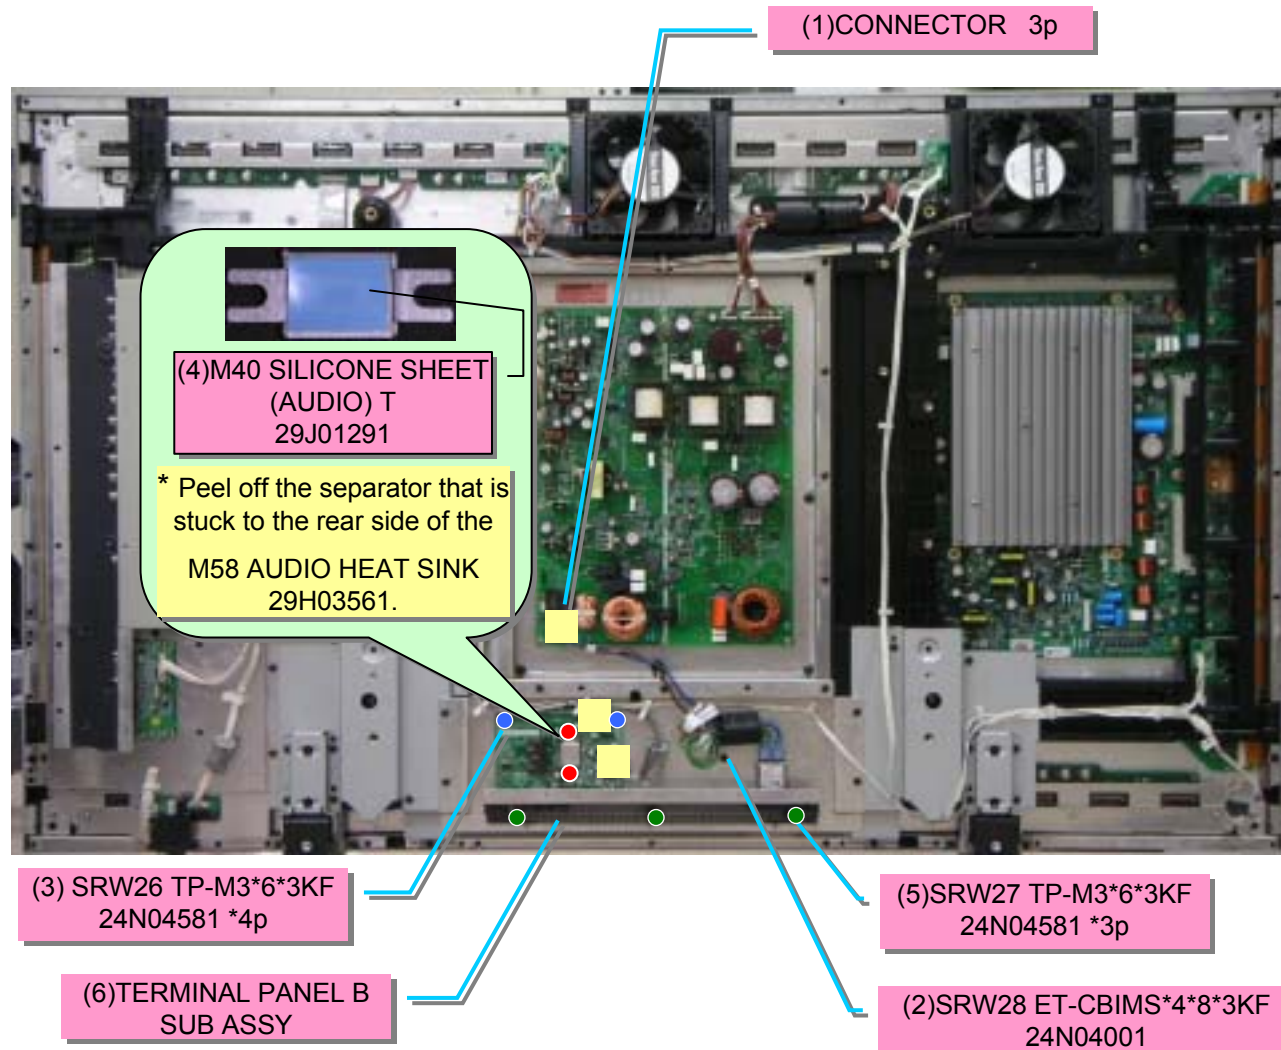 (1)CONNECTOR 3p
(4)M40 SILICONE SHEET
(AUDIO) T
29J01291
* Peel off the separator that is
stuck to the rear side of the
M58 AUDIO HEAT SINK
29H03561.
(3) SRW26 TP-M3*6*3KF
24N04581 *4p
(5)SRW27 TP-M3*6*3KF
24N04581 *3p
(6)TERMINAL PANEL B
SUB ASSY
(2)SRW28 ET-CBIMS*4*8*3KF
24N04001